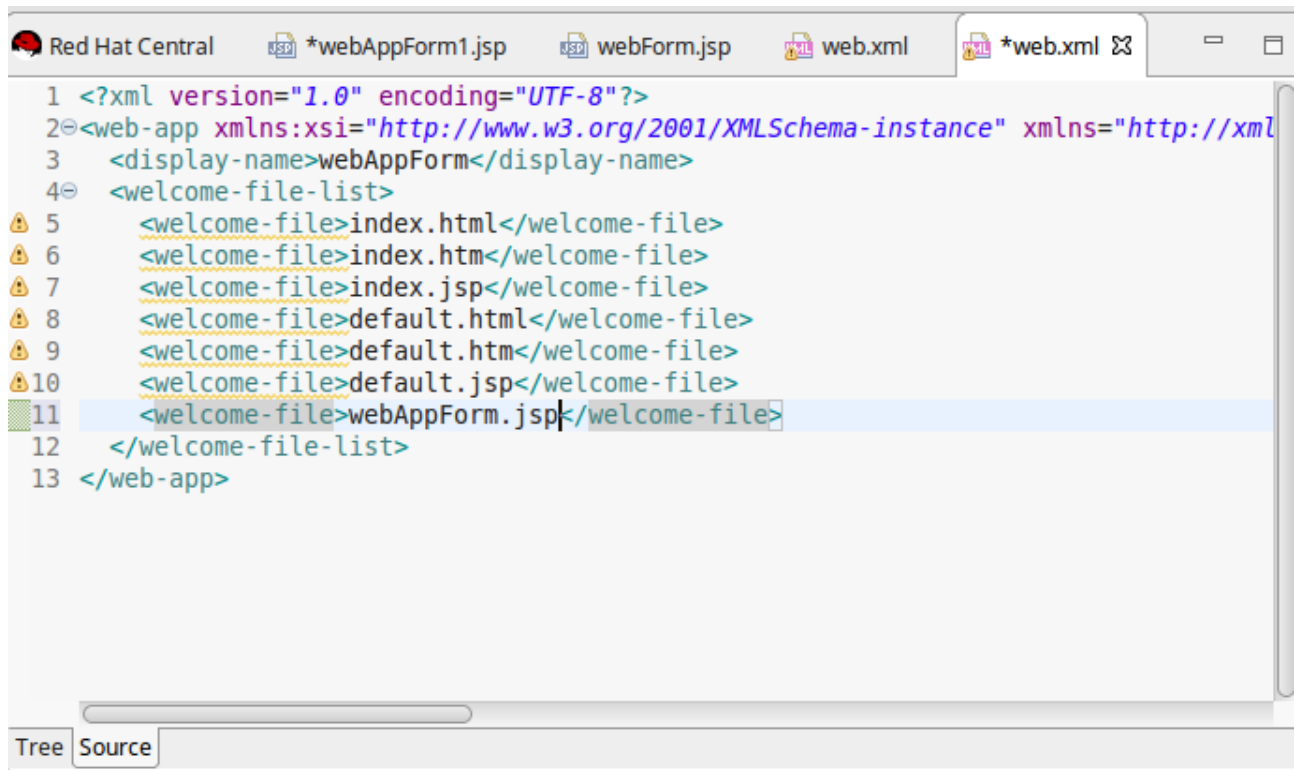 Red Hat Central *webAppForm1.jsp webForm.jsp web.xml *web.xml
1 <?xml version="1.0" encoding="UTF-8"?>
2 <web-app xmlns:xsi="http://www.w3.org/2001/XMLSchema-instance" xmlns="http://xml
3 <display-name>webAppForm</display-name>
4 <welcome-file-list>
5 <welcome-file>index.html</welcome-file>
6 <welcome-file>index.htm</welcome-file>
7 <welcome-file>index.jsp</welcome-file>
8 <welcome-file>default.html</welcome-file>
9 <welcome-file>default.htm</welcome-file>
10 <welcome-file>default.jsp</welcome-file>
11 <welcome-file>webAppForm.jsp</welcome-file>
12 </welcome-file-list>
13 </web-app>
Tree Source